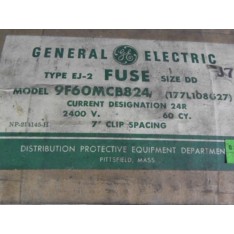 GENERAL ELECTRIC
TYPE EJ-2 FUSE SIZE DD
MODEL 9F60MCB824 (177L108G27)
CURRENT DESIGNATION 24R
2400 V. 60 CY.
7" CLIP SPACING
DISTRIBUTION PROTECTIVE EQUIPMENT DEPARTMENT
PITTSFIELD, MASS.